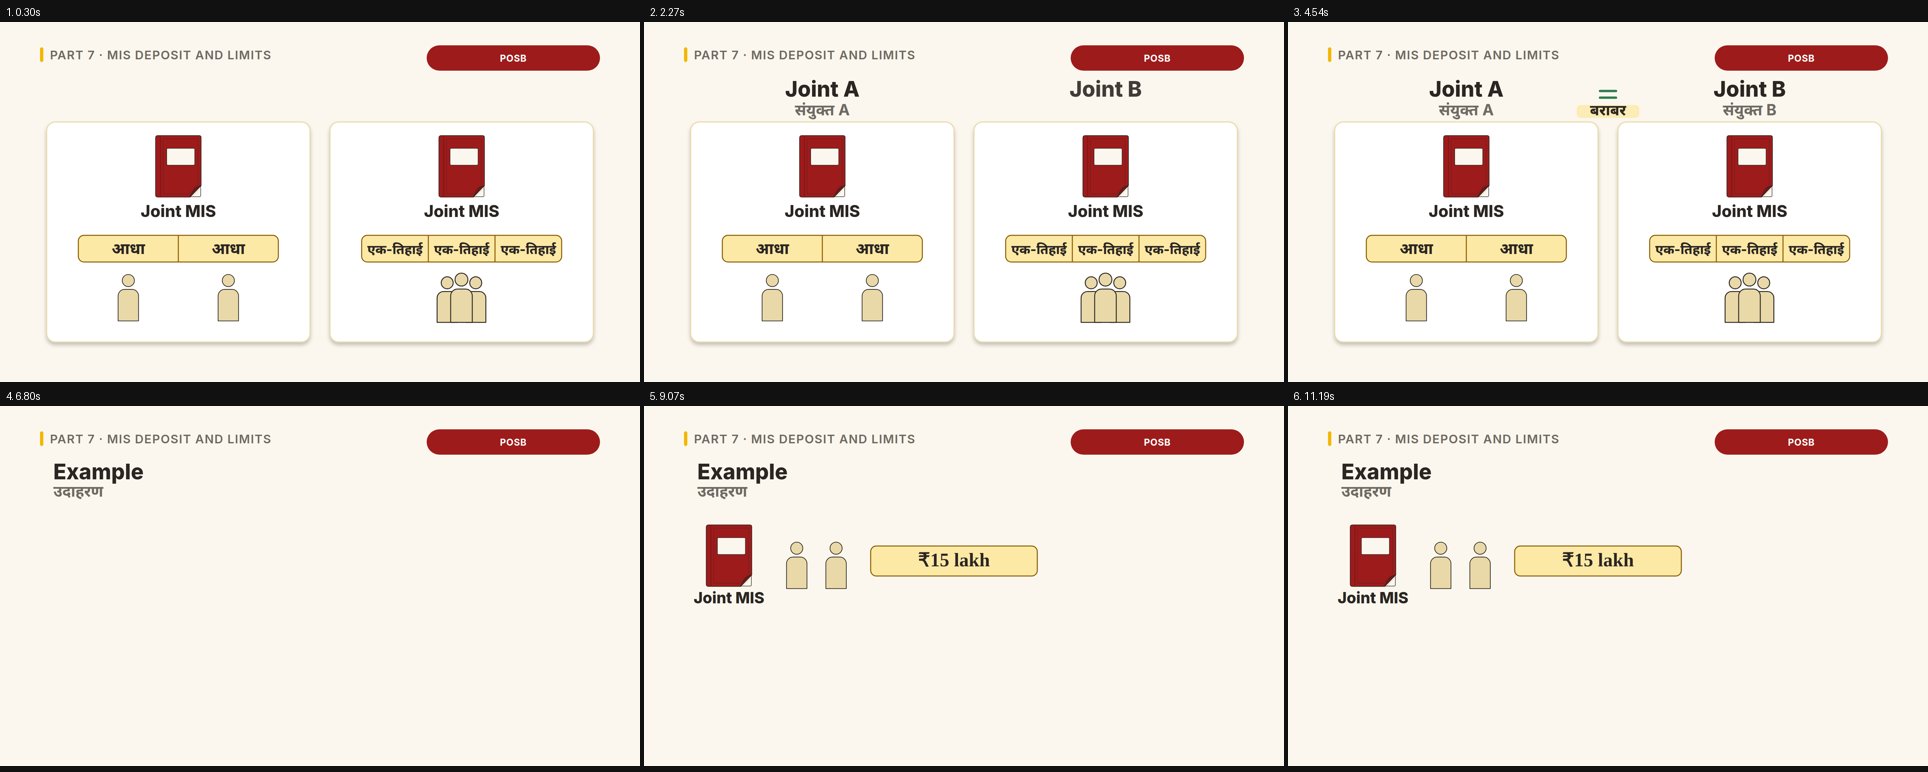 1. 0.30s
PART 7 · MIS DEPOSIT AND LIMITS
POSB
Joint MIS
Joint MIS
आधा आधा
एक-तिहाई एक-तिहाई एक-तिहाई
2. 2.27s
PART 7 · MIS DEPOSIT AND LIMITS
POSB
Joint A
संयुक्त A
Joint B
Joint MIS
Joint MIS
आधा आधा
एक-तिहाई एक-तिहाई एक-तिहाई
3. 4.54s
PART 7 · MIS DEPOSIT AND LIMITS
POSB
Joint A
संयुक्त A
=
बराबर
Joint B
संयुक्त B
Joint MIS
Joint MIS
आधा आधा
एक-तिहाई एक-तिहाई एक-तिहाई
4. 6.80s
PART 7 · MIS DEPOSIT AND LIMITS
POSB
Example
उदाहरण
5. 9.07s
PART 7 · MIS DEPOSIT AND LIMITS
POSB
Example
उदाहरण
₹15 lakh
Joint MIS
6. 11.19s
PART 7 · MIS DEPOSIT AND LIMITS
POSB
Example
उदाहरण
₹15 lakh
Joint MIS